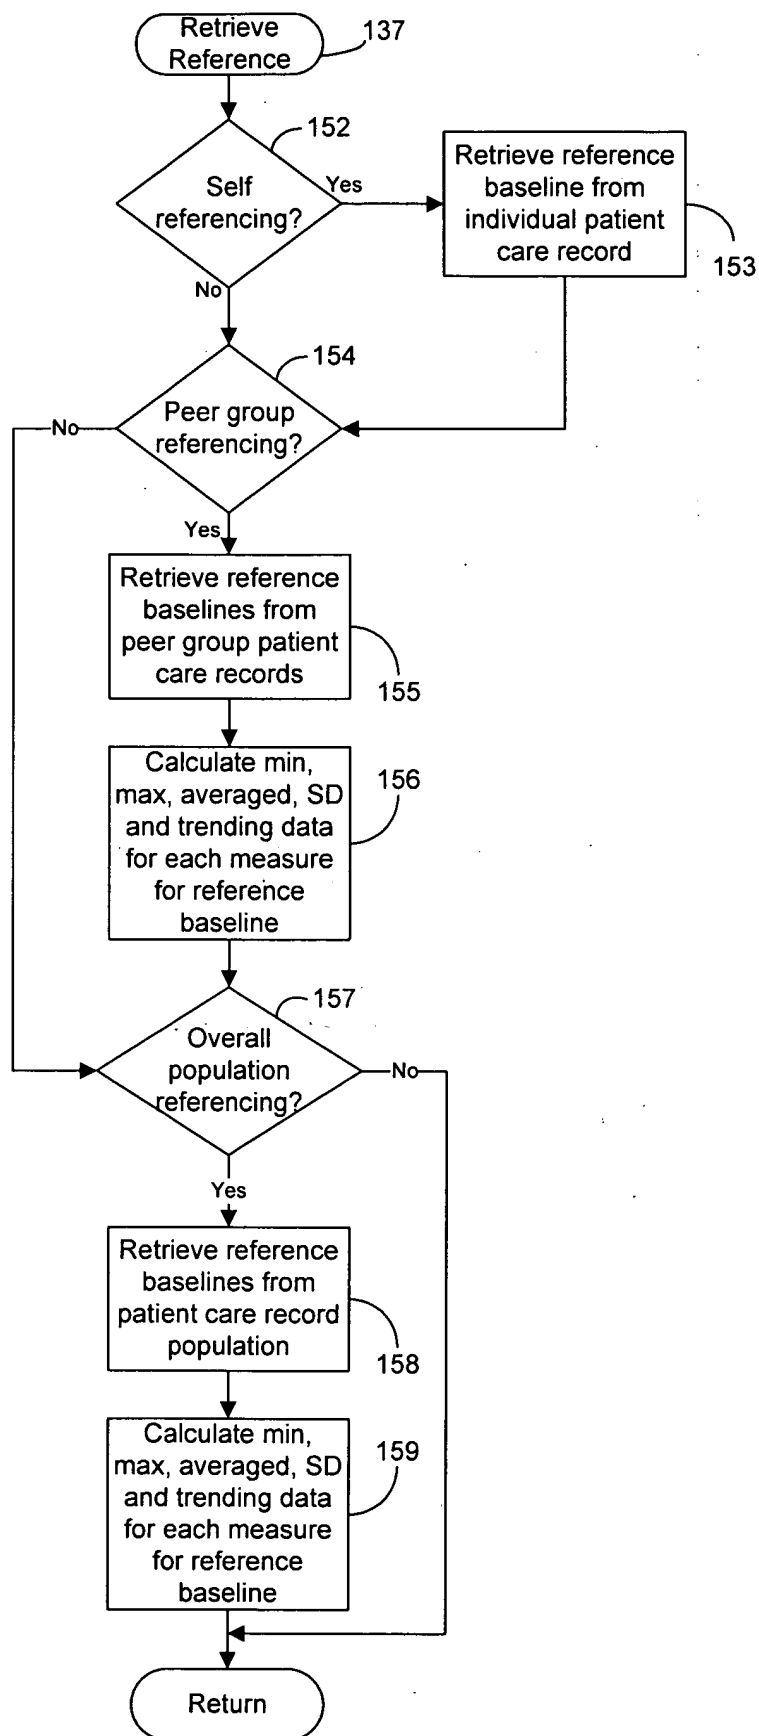 Retrieve
Reference
137
152
Self
referencing?
Yes
Retrieve reference
baseline from
individual patient
care record
153
No
154
Peer group
referencing?
No
Yes
Retrieve reference
baselines from
peer group patient
care records
155
Calculate min,
max, averaged, SD
and trending data
for each measure
for reference
baseline
156
157
Overall
population
referencing?
No
Yes
Retrieve reference
baselines from
patient care record
population
158
Calculate min,
max, averaged, SD
and trending data
for each measure
for reference
baseline
159
Return